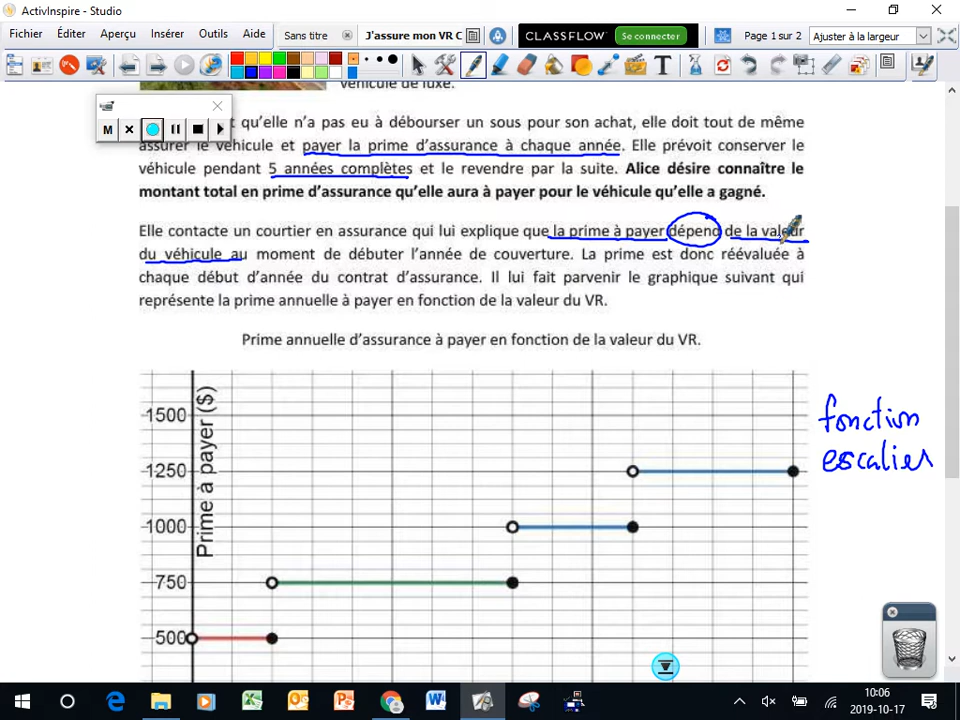 ActivInspire - Studio
Fichier Éditer Aperçu Insérer Outils Aide
Sans titre
J'assure mon VR C
CLASSFLOW
Se connecter
Page 1 sur 2
Ajuster à la largeur
véhicule de luxe.
M
t qu'elle n'a pas eu à débourser un sous pour son achat, elle doit tout de même
assurer le véhicule et payer la prime d'assurance à chaque année. Elle prévoit conserver le
véhicule pendant 5 années complètes et le revendre par la suite. Alice désire connaître le
montant total en prime d'assurance qu'elle aura à payer pour le véhicule qu'elle a gagné.
Elle contacte un courtier en assurance qui lui explique que la prime à payer dépend de la valeur
du véhicule au moment de débuter l'année de couverture. La prime est donc réévaluée à
chaque début d'année du contrat d'assurance. Il lui fait parvenir le graphique suivant qui
représente la prime annuelle à payer en fonction de la valeur du VR.
Prime annuelle d'assurance à payer en fonction de la valeur du VR.
Prime à payer ($)
1500
1250
1000
750
500
fonction
escalier
10:06
2019-10-17